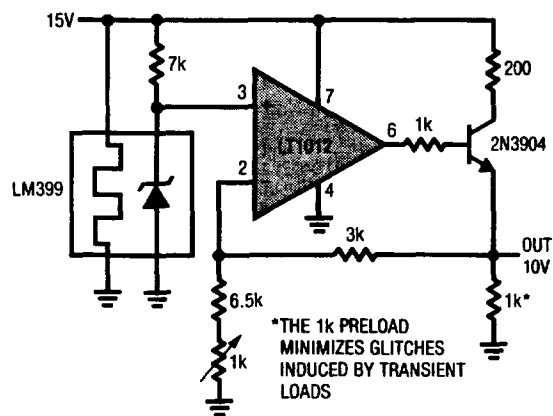 15V
7k
200
3
+
7
LT1012
6
1k
2N3904
LM399
2
-
4
3k
OUT
10V
6.5k
1k
1k*
*THE 1k PRELOAD
MINIMIZES GLITCHES
INDUCED BY TRANSIENT
LOADS